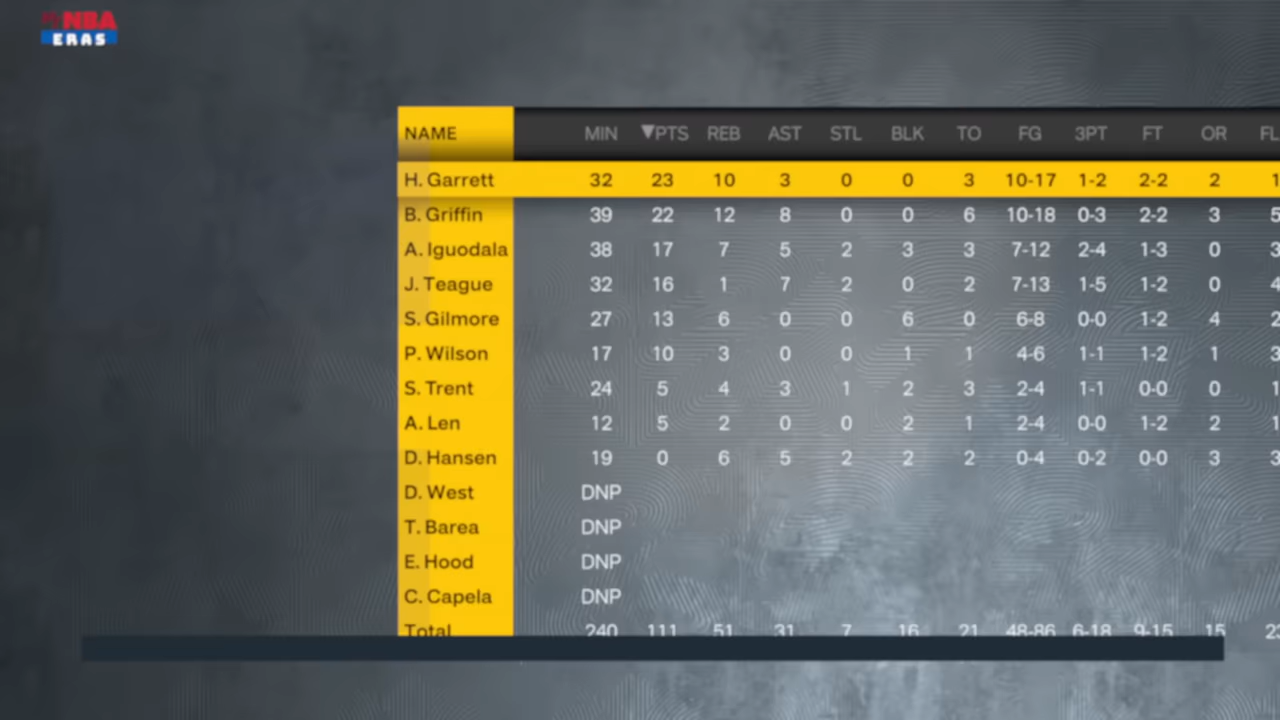 NBA
ERAS
NAME MIN ▼PTS REB AST STL BLK TO FG 3PT FT OR
H. Garrett 32 23 10 3 0 0 3 10-17 1-2 2-2 2 1
B. Griffin 39 22 12 8 0 0 6 10-18 0-3 2-2 3 5
A. Iguodala 38 17 7 5 2 3 3 7-12 2-4 1-3 0 3
J. Teague 32 16 1 7 2 0 2 7-13 1-5 1-2 0 4
S. Gilmore 27 13 6 0 0 6 0 6-8 0-0 1-2 4 2
P. Wilson 17 10 3 0 0 1 1 4-6 1-1 1-2 1 3
S. Trent 24 5 4 3 1 2 3 2-4 1-1 0-0 0 1
A. Len 12 5 2 0 0 2 1 2-4 0-0 1-2 2 1
D. Hansen 19 0 6 5 2 2 2 0-4 0-2 0-0 3 3
D. West DNP
T. Barea DNP
E. Hood DNP
C. Capela DNP
Total 240 111 51 31 7 16 21 48-86 6-18 9-15 15